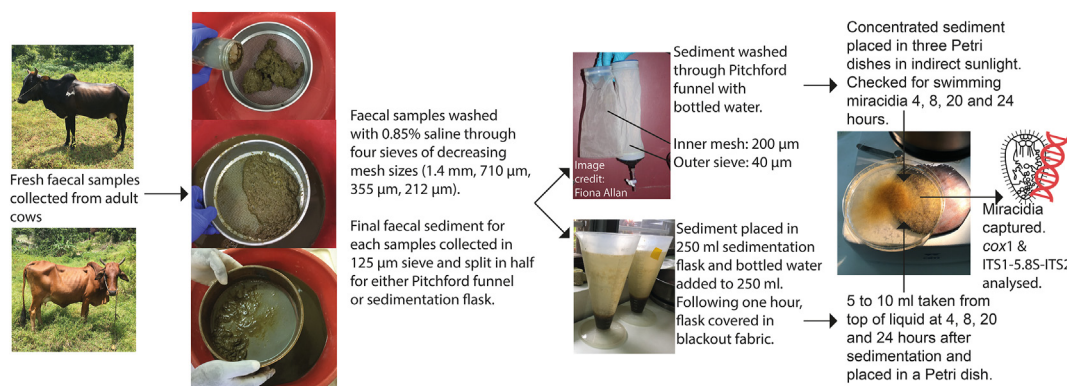 Fresh faecal samples
collected from adult
cows
Faecal samples washed
with 0.85% saline through
four sieves of decreasing
mesh sizes (1.4 mm, 710 µm,
355 µm, 212 µm).
Final faecal sediment for
each samples collected in
125 µm sieve and split in half
for either Pitchford funnel
or sedimentation flask.
Image
credit:
Fiona Allan
Sediment washed
through Pitchford
funnel with
bottled water.
Inner mesh: 200 µm
Outer sieve: 40 µm
Sediment placed in
250 ml sedimentation
flask and bottled water
added to 250 ml.
Following one hour,
flask covered in
blackout fabric.
Concentrated sediment
placed in three Petri
dishes in indirect sunlight.
Checked for swimming
miracidia 4, 8, 20 and 24
hours.
Miracidia
captured.
cox1 &
ITS1-5.8S-ITS2
analysed.
5 to 10 ml taken from
top of liquid at 4, 8, 20
and 24 hours after
sedimentation and
placed in a Petri dish.